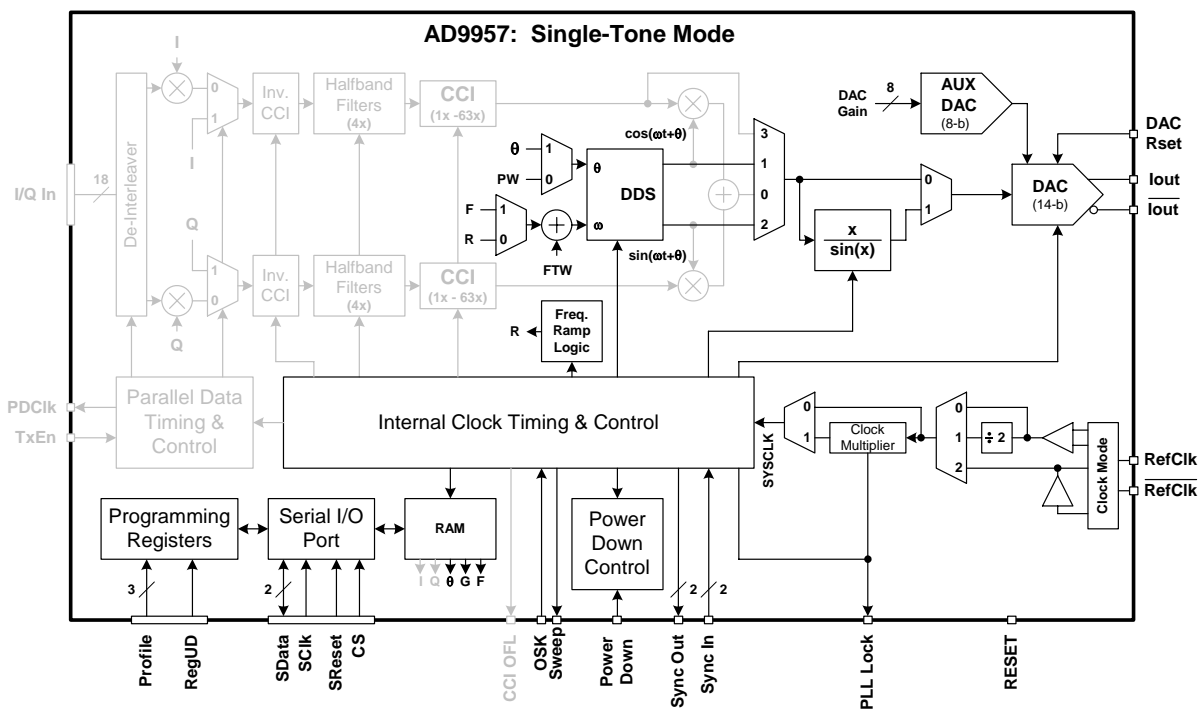 AD9957: Single-Tone Mode
I
0
1
I
Inv.
CCI
Halfband
Filters
(4x)
CCI
(1x -63x)
cos(ωt+θ)
DAC
Gain
8
AUX
DAC
(8-b)
DAC
Rset
I/Q In
18
De-Interleaver
θ
PW
1
0
θ
ω
DDS
F
R
1
0
+
FTW
+
3
1
0
2
0
1
x
sin(x)
DAC
(14-b)
Iout
Iout
Q
1
0
Q
Inv.
CCI
Halfband
Filters
(4x)
CCI
(1x - 63x)
sin(ωt+θ)
R
Freq.
Ramp
Logic
PDClk
TxEn
Parallel Data
Timing &
Control
Internal Clock Timing & Control
SYSCLK
0
1
Clock
Multiplier
0
1
2
÷ 2
Clock Mode
RefClk
RefClk
Programming
Registers
Serial I/O
Port
RAM
I
Q
θ
G
F
Power
Down
Control
3
2
2
2
Profile
RegUD
SData
SClk
SReset
CS
CCI OFL
OSK
Sweep
Power
Down
Sync Out
Sync In
PLL Lock
RESET